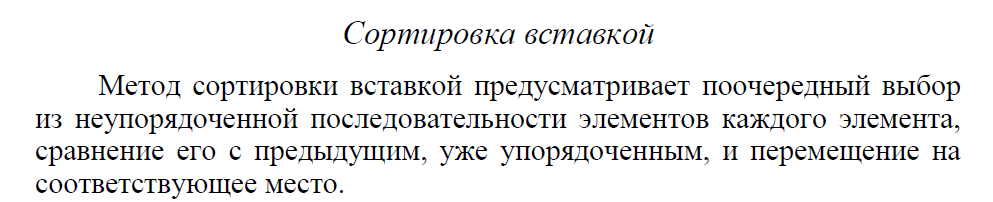 Сортировка вставкой
Метод сортировки вставкой предусматривает поочередный выбор
из неупорядоченной последовательности элементов каждого элемента,
сравнение его с предыдущим, уже упорядоченным, и перемещение на
соответствующее место.